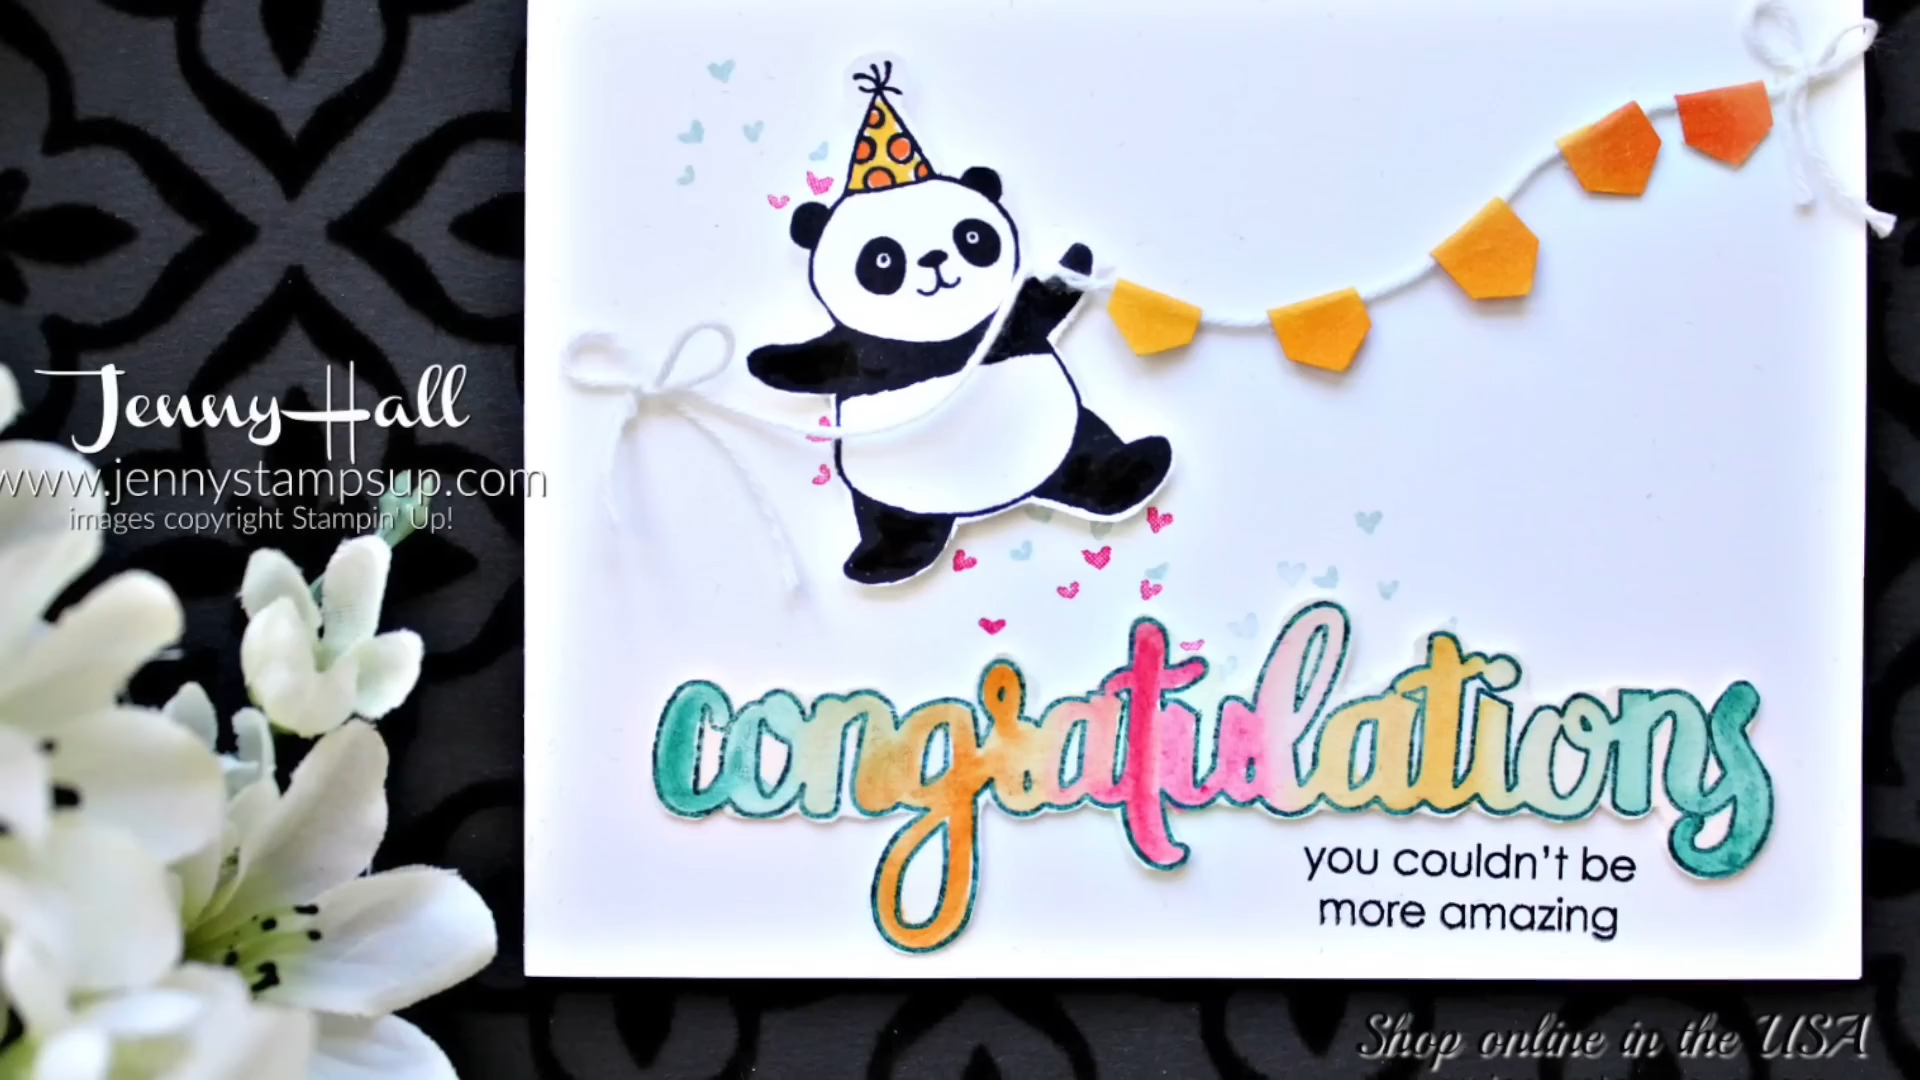 Jenny Hall
www.jennystampsup.com
images copyright Stampin' Up!
congratulations
you couldn't be
more amazing
Shop online in the USA